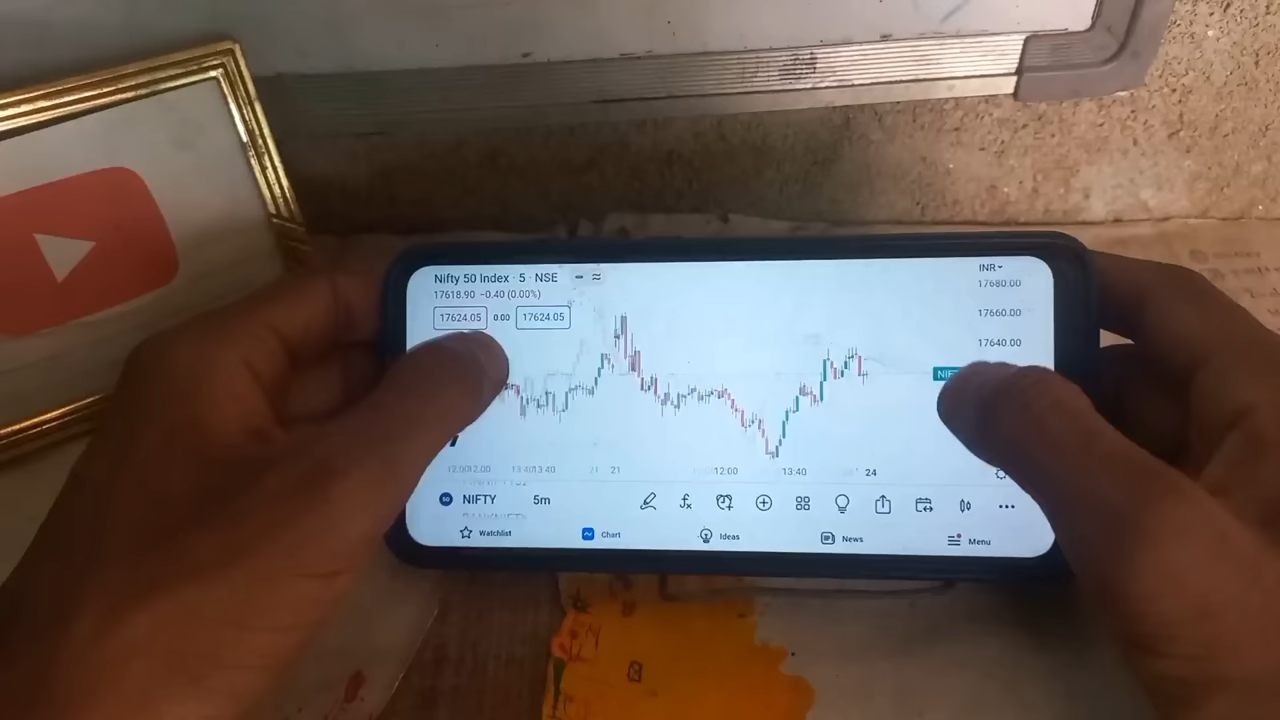 Nifty 50 Index · 5 · NSE
INR
17618.90 −0.40 (0.00%)
17680.00
17624.05 0.00 17624.05
17660.00
17640.00
21 21 12:00 13:40 24
NIFTY 5m
Watchlist Chart Ideas News Menu